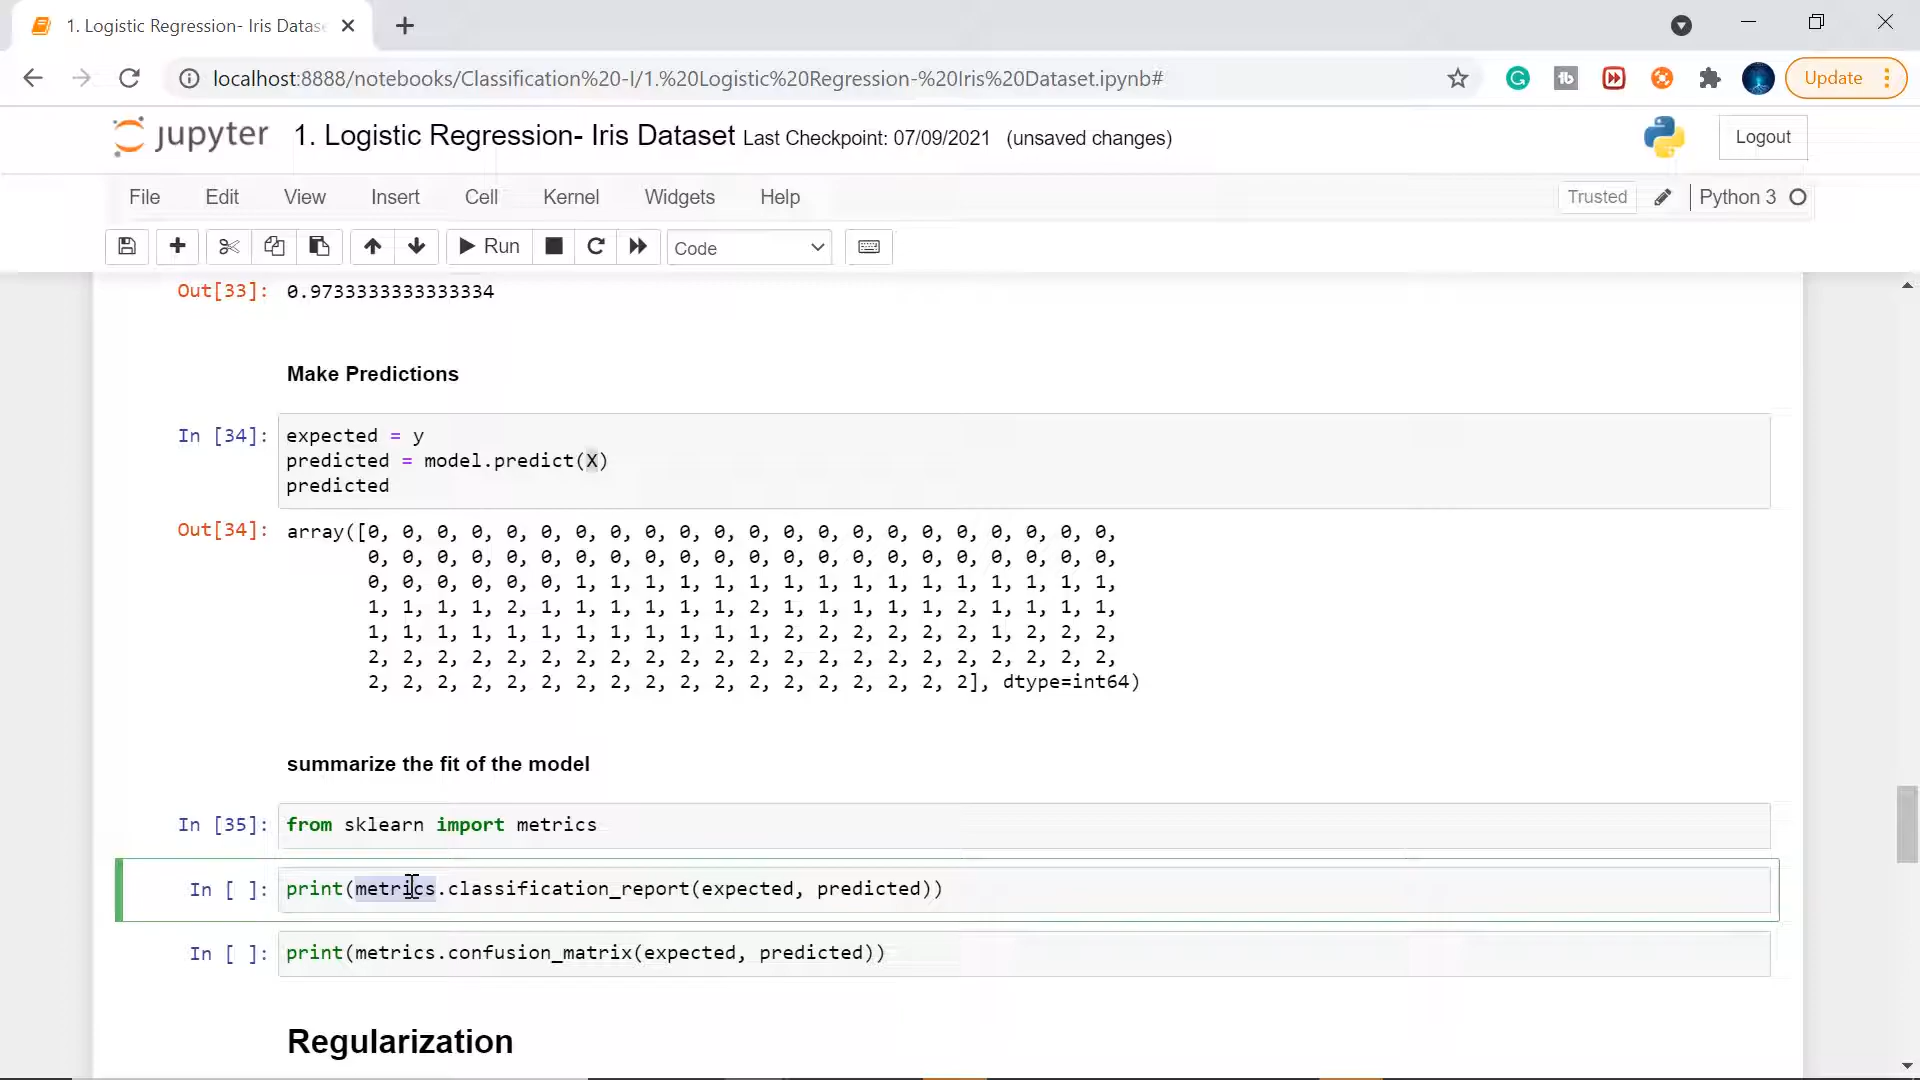 1. Logistic Regression- Iris Datase
localhost:8888/notebooks/Classification%20-I/1.%20Logistic%20Regression-%20Iris%20Dataset.ipynb#
Update
jupyter 1. Logistic Regression- Iris Dataset Last Checkpoint: 07/09/2021 (unsaved changes)
Logout
File Edit View Insert Cell Kernel Widgets Help
Trusted Python 3
Run Code
Out[33]: 0.9733333333333334
Make Predictions
In [34]: expected = y
predicted = model.predict(X)
predicted
Out[34]: array([0, 0, 0, 0, 0, 0, 0, 0, 0, 0, 0, 0, 0, 0, 0, 0, 0, 0, 0, 0, 0, 0,
0, 0, 0, 0, 0, 0, 0, 0, 0, 0, 0, 0, 0, 0, 0, 0, 0, 0, 0, 0, 0, 0,
0, 0, 0, 0, 0, 0, 1, 1, 1, 1, 1, 1, 1, 1, 1, 1, 1, 1, 1, 1, 1, 1,
1, 1, 1, 1, 2, 1, 1, 1, 1, 1, 1, 2, 1, 1, 1, 1, 1, 2, 1, 1, 1, 1,
1, 1, 1, 1, 1, 1, 1, 1, 1, 1, 1, 1, 2, 2, 2, 2, 2, 2, 1, 2, 2, 2,
2, 2, 2, 2, 2, 2, 2, 2, 2, 2, 2, 2, 2, 2, 2, 2, 2, 2, 2, 2, 2, 2,
2, 2, 2, 2, 2, 2, 2, 2, 2, 2, 2, 2, 2, 2, 2, 2, 2, 2], dtype=int64)
summarize the fit of the model
In [35]: from sklearn import metrics
In [ ]: print(metrics.classification_report(expected, predicted))
In [ ]: print(metrics.confusion_matrix(expected, predicted))
Regularization